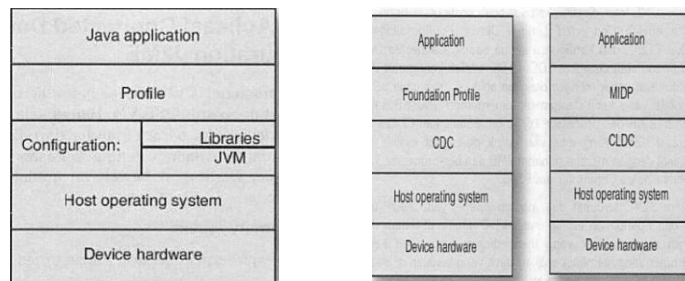 Java application
Profile
Configuration:
Libraries
JVM
Host operating system
Device hardware
Application
Foundation Profile
CDC
Host operating system
Device hardware
Application
MIDP
CLDC
Host operating system
Device hardware